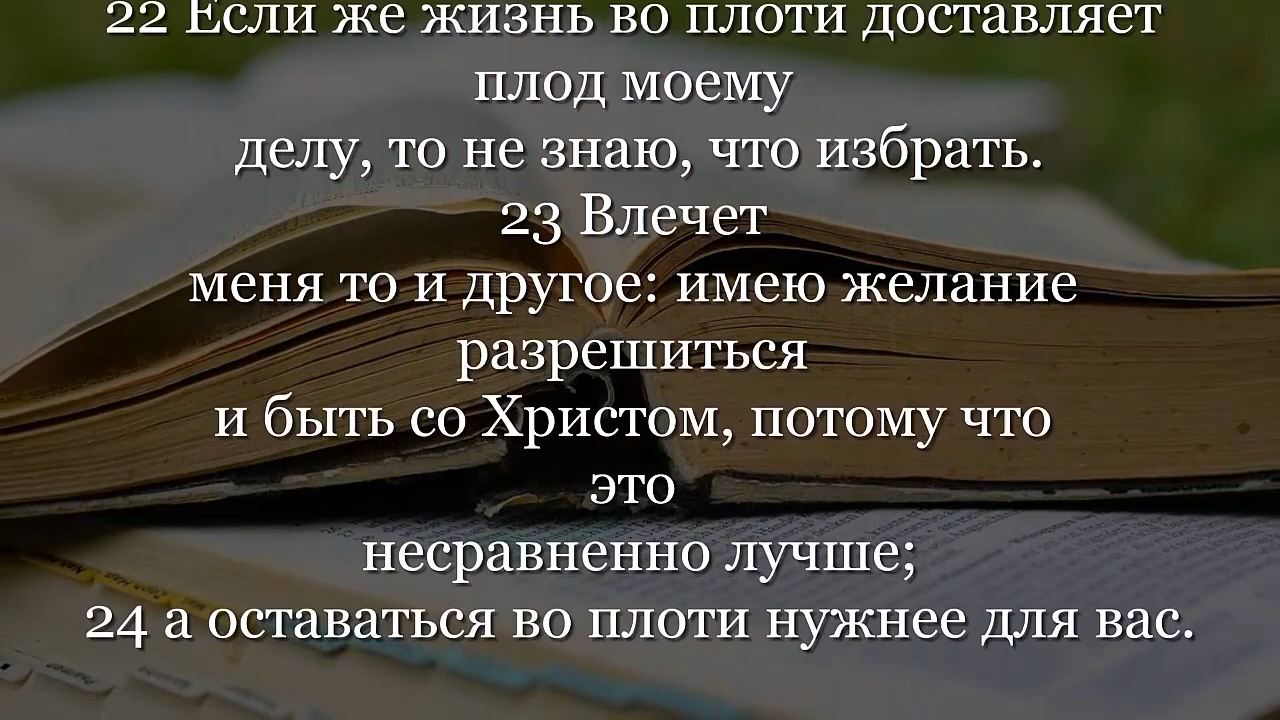 22 Если же жизнь во плоти доставляет
плод моему
делу, то не знаю, что избрать.
23 Влечет
меня то и другое: имею желание
разрешиться
и быть со Христом, потому что
это
несравненно лучше;
24 а оставаться во плоти нужнее для вас.